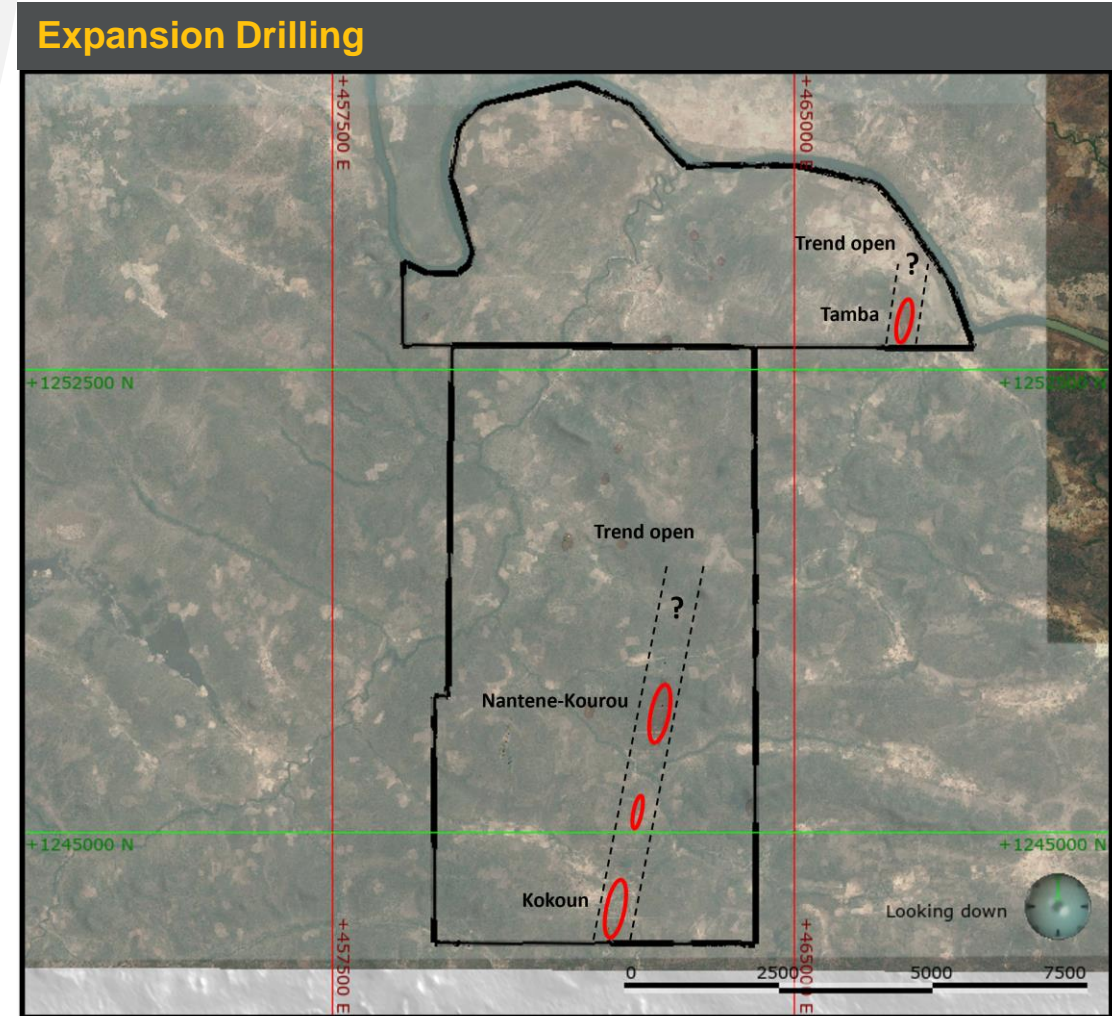 Expansion Drilling
+457500 E
+465000 E
Trend open
?
Tamba
+1252500 N
+1252500 N
Trend open
?
Nantene-Kourou
+1245000 N
+1245000 N
Kokoun
Looking down
+457500 E
+465000 E
0 2500 5000 7500